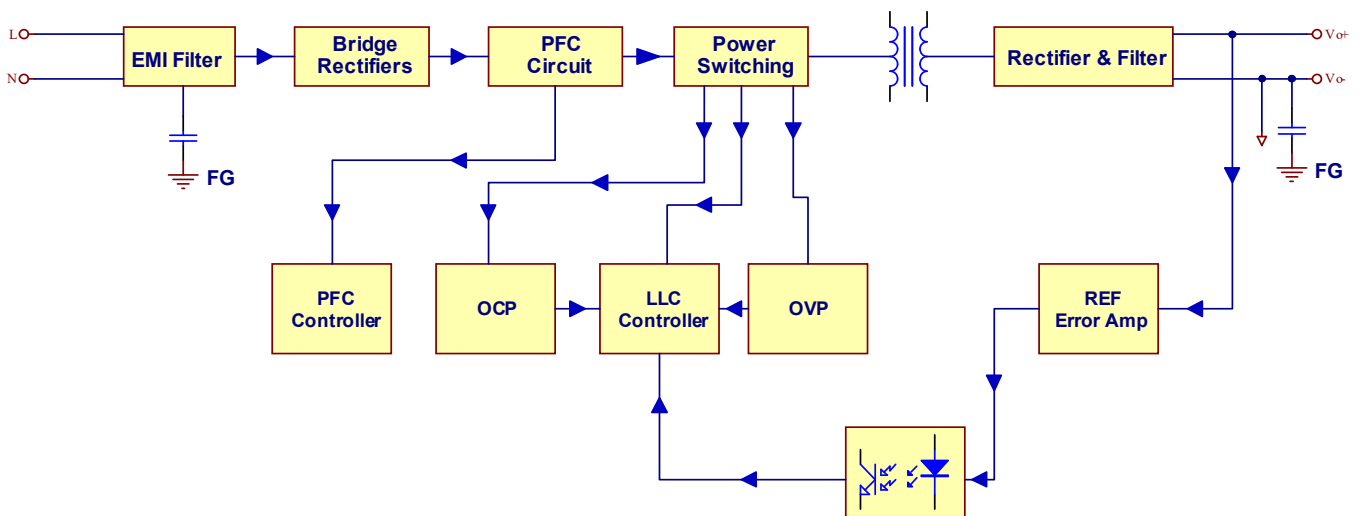 L
N
EMI Filter
Bridge
Rectifiers
PFC
Circuit
Power
Switching
Rectifier & Filter
Vo+
Vo-
FG
FG
PFC
Controller
OCP
LLC
Controller
OVP
REF
Error Amp